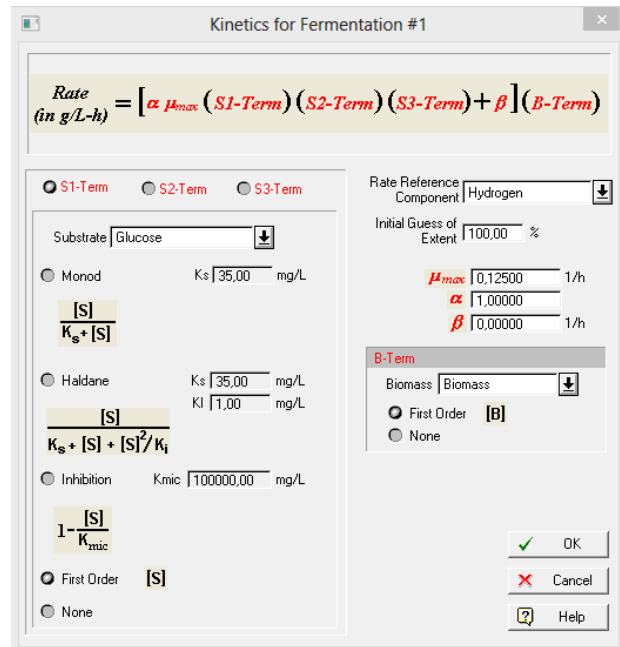 Kinetics for Fermentation #1
Rate (in g/L-h) = [α μmax (S1-Term) (S2-Term) (S3-Term) + β] (B-Term)
S1-Term S2-Term S3-Term
Substrate Glucose
Monod Ks 35,00 mg/L
[S]
Ks + [S]
Haldane Ks 35,00 mg/L
KI 1,00 mg/L
[S]
Ks + [S] + [S]²/Ki
Inhibition Kmic 100000,00 mg/L
1- [S]
Kmic
First Order [S]
None
Rate Reference
Component Hydrogen
Initial Guess of
Extent 100,00 %
μmax 0,12500 1/h
α 1,00000
β 0,00000 1/h
B-Term
Biomass Biomass
First Order [B]
None
OK
Cancel
Help